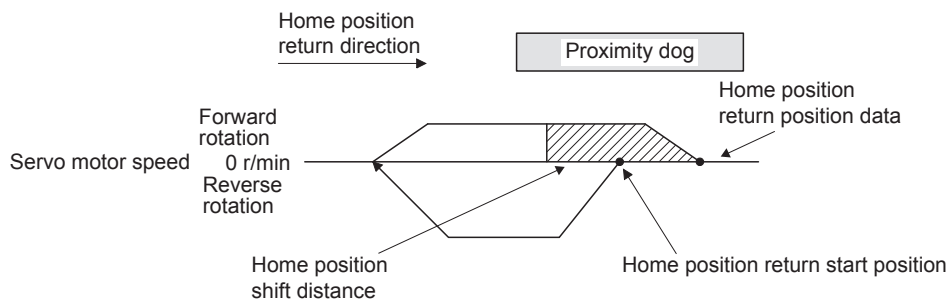 Home position
return direction
Proximity dog
Home position
return position data
Forward
rotation
Servo motor speed
0 r/min
Reverse
rotation
Home position
shift distance
Home position return start position